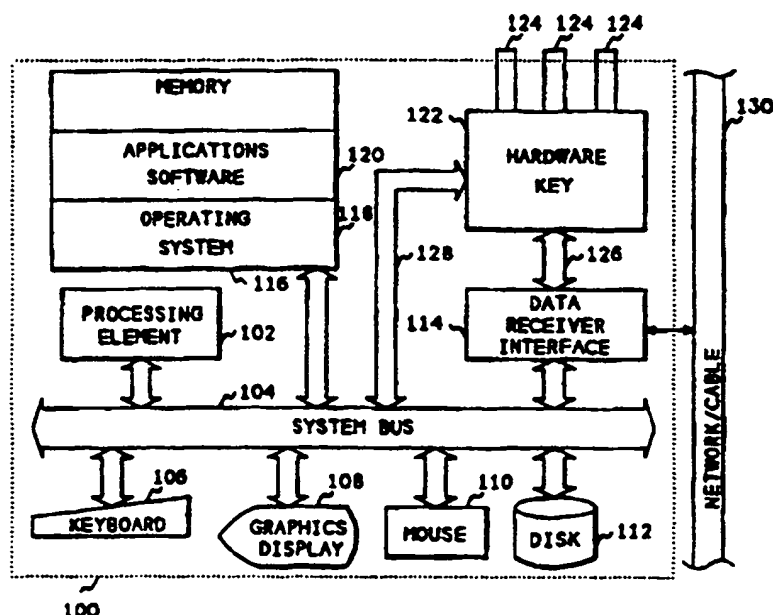 124 124 124
MEMORY
122
130
APPLICATIONS
SOFTWARE
120
HARDWARE
KEY
OPERATING
SYSTEM
118
116
128
126
PROCESSING
ELEMENT
102
114
DATA
RECEIVER
INTERFACE
104
SYSTEM BUS
NETWORK/CABLE
106
KEYBOARD
108
GRAPHICS
DISPLAY
110
MOUSE
DISK
112
100